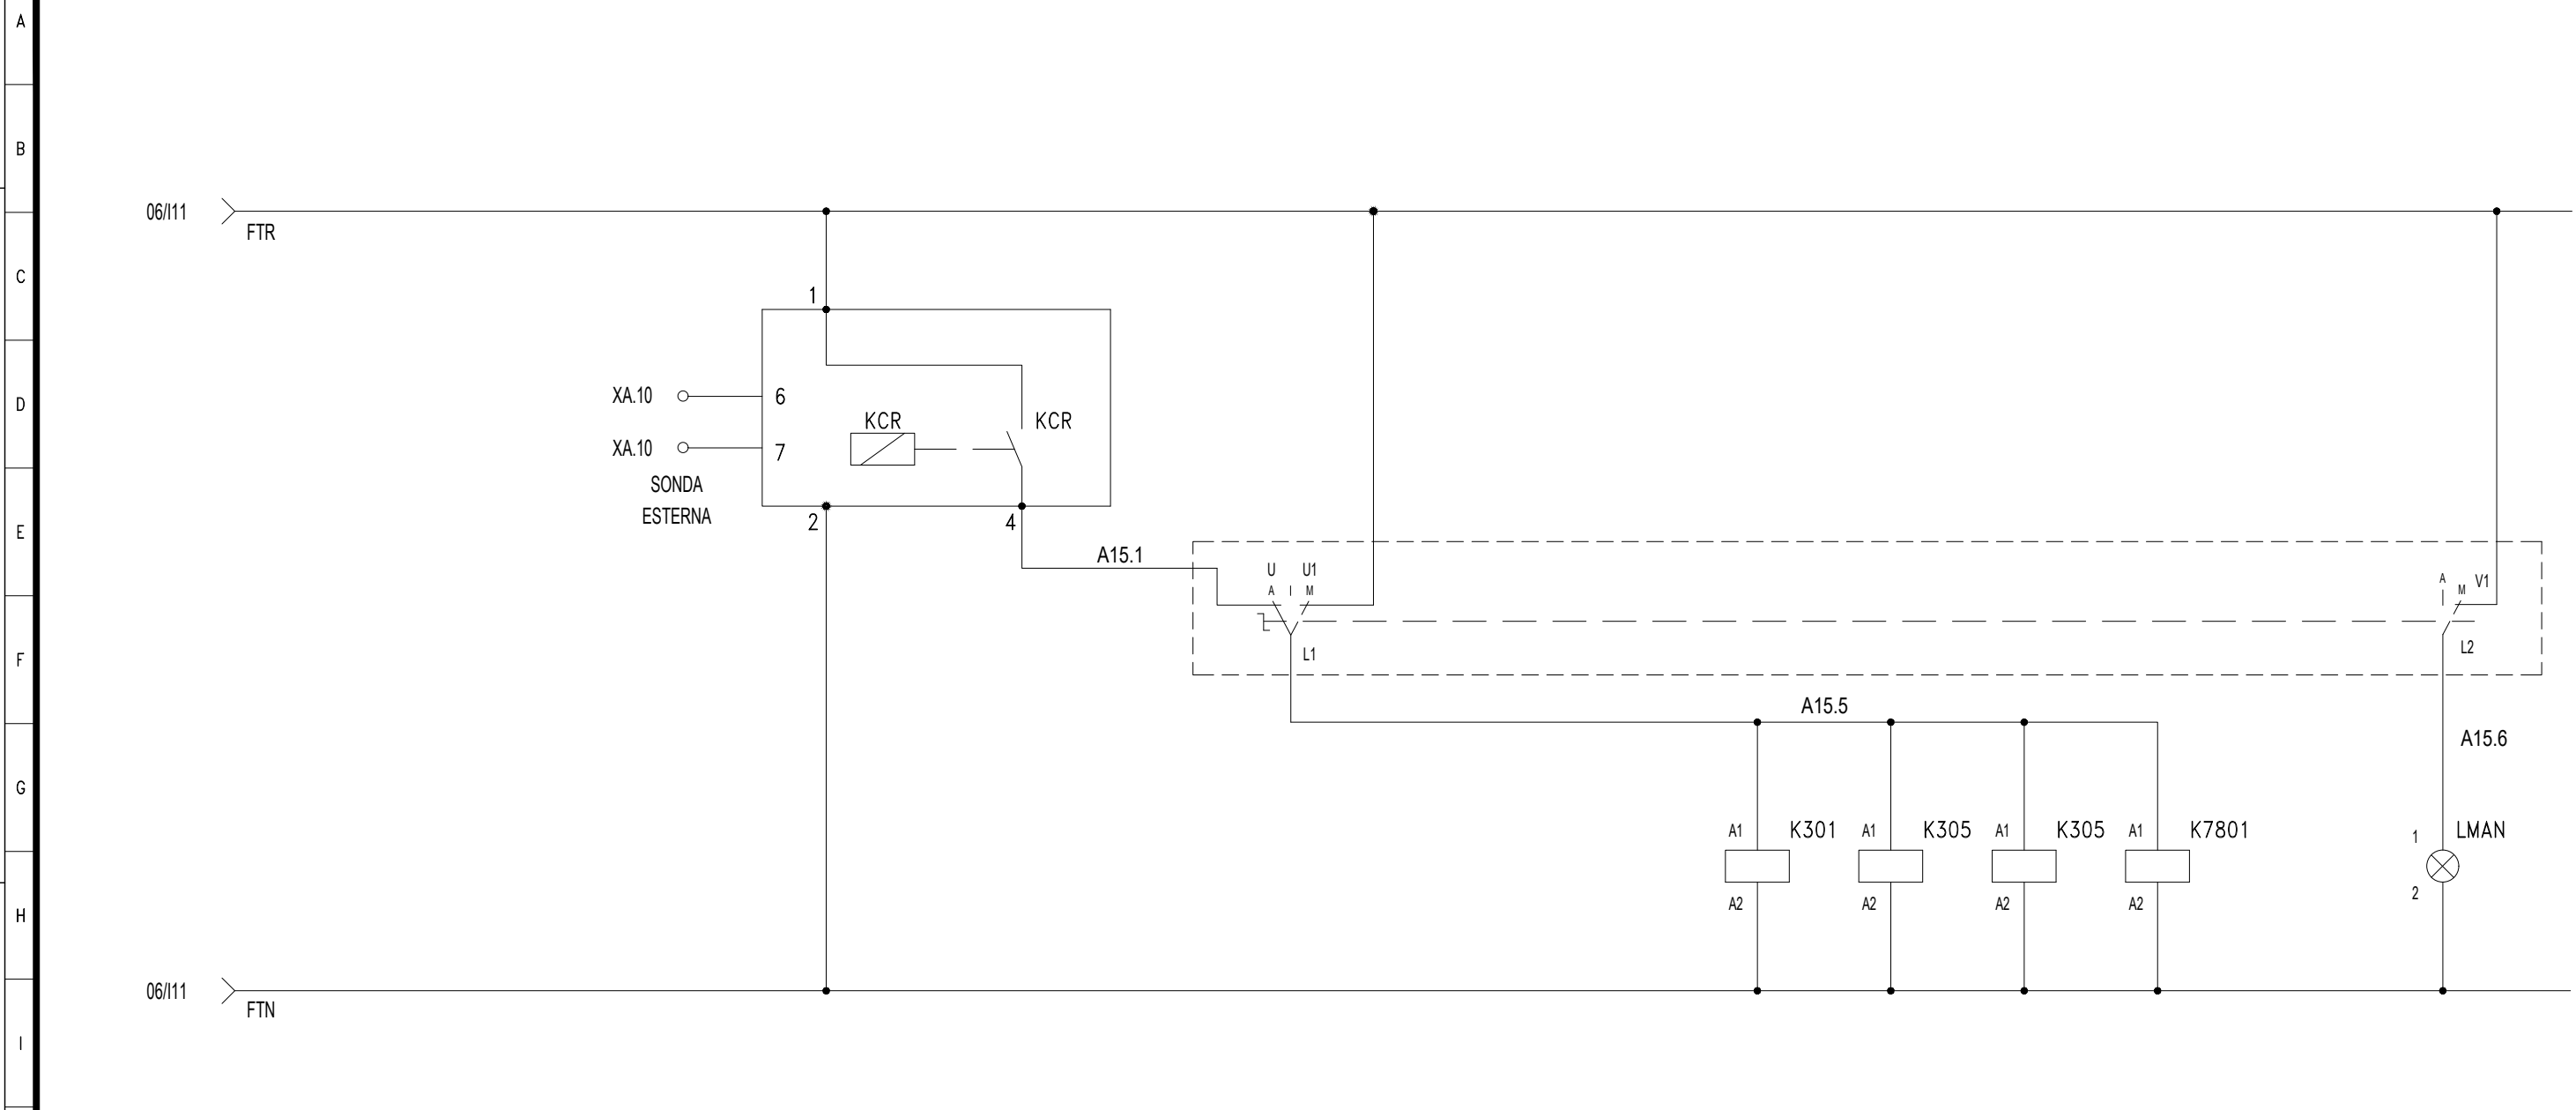 A
B
C
D
E
F
G
H
I
06/I11
FTR
1
XA.10
6
KCR
KCR
XA.10
7
SONDA
ESTERNA
2
4
A15.1
U
U1
A
I
M
L1
A
M
V1
L2
A15.5
A15.6
A1
K301
A1
K305
A1
K305
A1
K7801
1
LMAN
A2
A2
A2
A2
2
06/I11
FTN